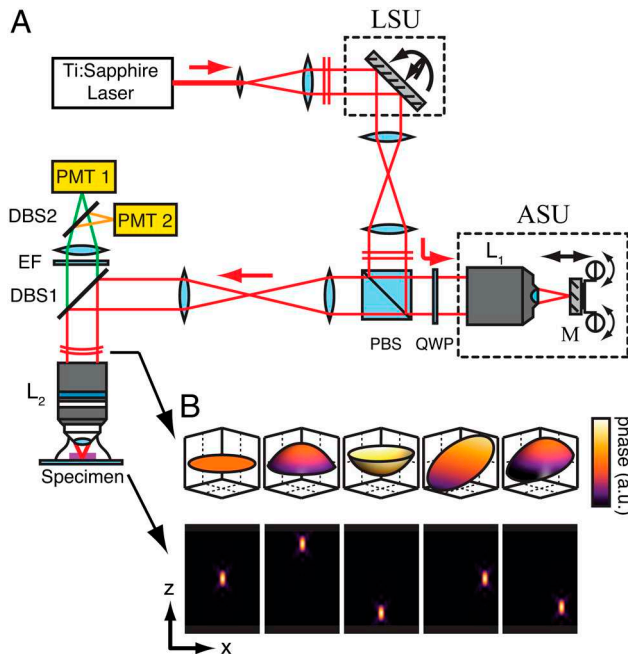 A
LSU
Ti:Sapphire
Laser
PMT 1
DBS2
PMT 2
EF
DBS1
ASU
L1
M
PBS
QWP
L2
Specimen
B
phase (a.u.)
z
x